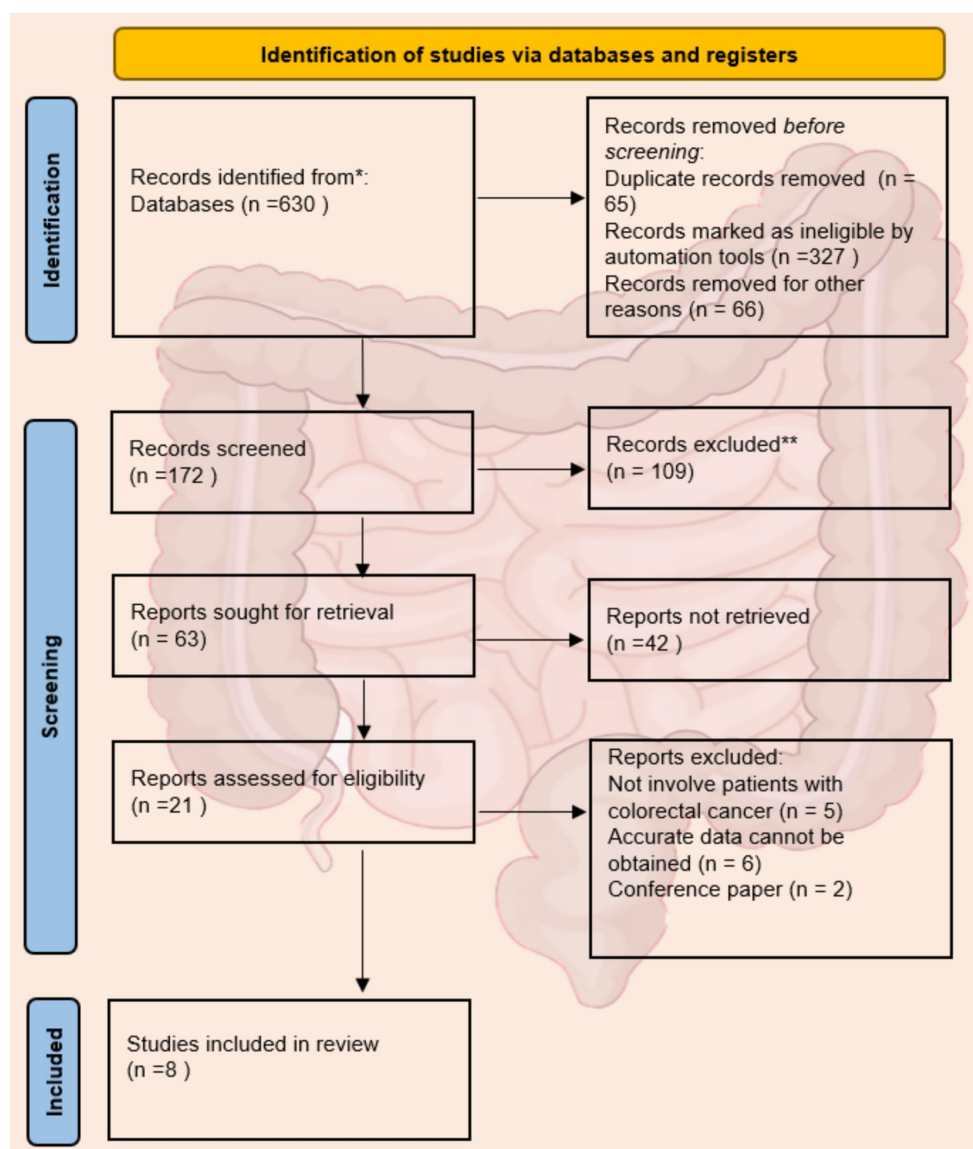 Identification of studies via databases and registers
Identification
Records identified from*:
Databases (n =630 )
Records removed before
screening:
Duplicate records removed  (n =
65)
Records marked as ineligible by
automation tools (n =327 )
Records removed for other
reasons (n = 66)
Screening
Records screened
(n =172 )
Records excluded**
(n = 109)
Reports sought for retrieval
(n = 63)
Reports not retrieved
(n =42 )
Reports assessed for eligibility
(n =21 )
Reports excluded:
Not involve patients with
colorectal cancer (n = 5)
Accurate data cannot be
obtained (n = 6)
Conference paper (n = 2)
Included
Studies included in review
(n =8 )